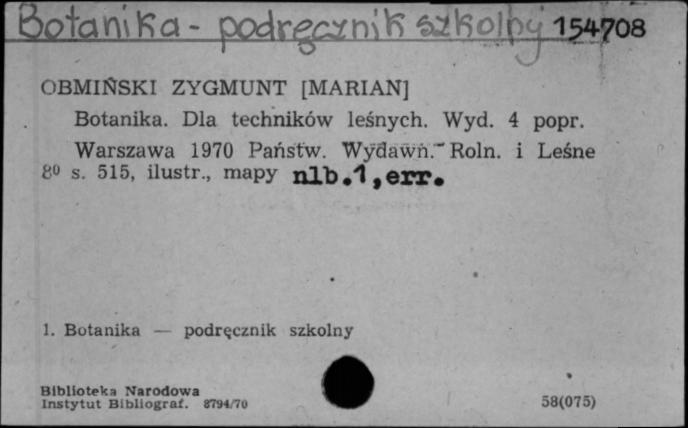 Botanika - podręcznik szkolny 154708
OBMIŃSKI ZYGMUNT [MARIAN]
Botanika. Dla techników leśnych. Wyd. 4 popr.
Warszawa 1970 Państw. Wydawn. Roln. i Leśne
8⁰ s. 515, ilustr., mapy nlb.1,err.
1. Botanika — podręcznik szkolny
Biblioteka Narodowa
Instytut Bibliograf. 8794/70
58(075)